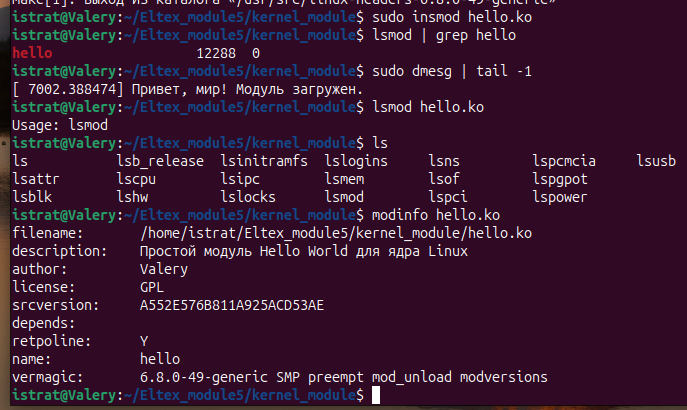 make[1]: выход из каталога «/usr/src/linux-headers-6.8.0-49-generic»
istrat@Valery:~/Eltex_module5/kernel_module$ sudo insmod hello.ko
istrat@Valery:~/Eltex_module5/kernel_module$ lsmod | grep hello
hello                  12288  0
istrat@Valery:~/Eltex_module5/kernel_module$ sudo dmesg | tail -1
[ 7002.388474] Привет, мир! Модуль загружен.
istrat@Valery:~/Eltex_module5/kernel_module$ lsmod hello.ko
Usage: lsmod
istrat@Valery:~/Eltex_module5/kernel_module$ ls
ls          lsb_release  lsinitramfs  lslogins     lsns         lspcmcia     lsusb
lsattr      lscpu        lsipc        lsmem        lsof         lspgpot
lsblk       lshw         lslocks      lsmod        lspci        lspower
istrat@Valery:~/Eltex_module5/kernel_module$ modinfo hello.ko
filename:       /home/istrat/Eltex_module5/kernel_module/hello.ko
description:    Простой модуль Hello World для ядра Linux
author:         Valery
license:        GPL
srcversion:     A552E576B811A925ACD53AE
depends:
retpoline:      Y
name:           hello
vermagic:       6.8.0-49-generic SMP preempt mod_unload modversions
istrat@Valery:~/Eltex_module5/kernel_module$